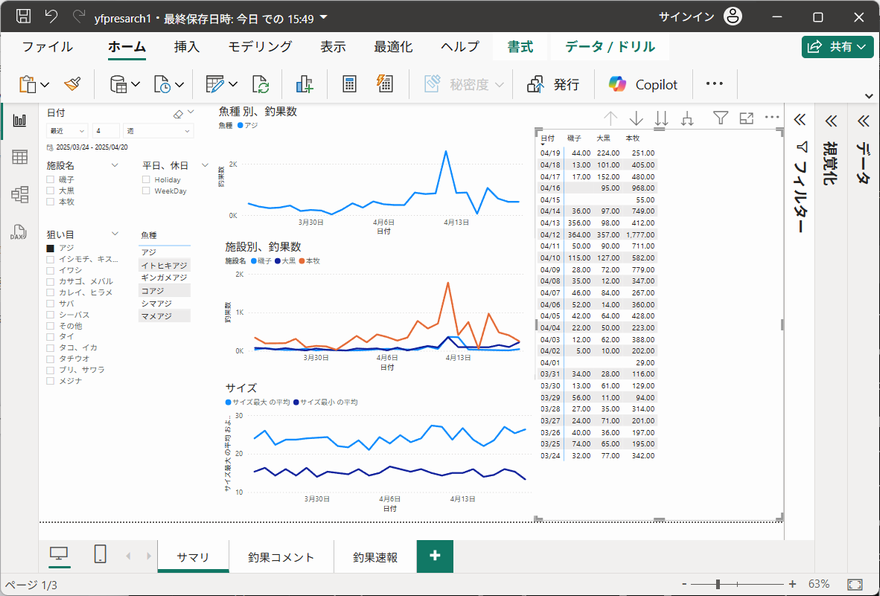 yfpresarch1 • 最終保存日時: 今日 での 15:49
サインイン
ファイル ホーム 挿入 モデリング 表示 最適化 ヘルプ 書式 データ / ドリル
共有
秘密度
発行
Copilot
日付
最近 4 週
2025/03/24 - 2025/04/20
施設名
磯子
大黒
本牧
平日、休日
Holiday
WeekDay
狙い目
アジ
イシモチ、キス...
イワシ
カサゴ、メバル
カレイ、ヒラメ
サバ
シーバス
その他
タイ
タコ、イカ
タチウオ
ブリ、サワラ
メジナ
魚種
アジ
イトヒキアジ
ギンガメアジ
コアジ
シマアジ
マメアジ
魚種 別、釣果数
魚種 アジ
釣果数
2K
0K
3月30日 4月6日 4月13日
日付
施設別、釣果数
施設名 磯子 大黒 本牧
釣果数
2K
1K
0K
3月30日 4月6日 4月13日
日付
サイズ
サイズ最大 の平均 サイズ最小 の平均
サイズ最大 の平均 およ...
30
20
10
3月30日 4月6日 4月13日
日付
日付 磯子 大黒 本牧
04/19 44.00 224.00 251.00
04/18 13.00 101.00 405.00
04/17 17.00 152.00 480.00
04/16 95.00 968.00
04/15 55.00
04/14 36.00 97.00 749.00
04/13 356.00 98.00 412.00
04/12 364.00 357.00 1,777.00
04/11 50.00 90.00 711.00
04/10 115.00 127.00 582.00
04/09 28.00 72.00 779.00
04/08 35.00 12.00 347.00
04/07 46.00 84.00 267.00
04/06 52.00 14.00 360.00
04/05 42.00 64.00 428.00
04/04 22.00 50.00 223.00
04/03 12.00 62.00 388.00
04/02 5.00 10.00 202.00
04/01 29.00
03/31 34.00 28.00 116.00
03/30 13.00 61.00 129.00
03/29 56.00 11.00 94.00
03/28 27.00 35.00 314.00
03/27 24.00 71.00 201.00
03/26 40.00 36.00 197.00
03/25 74.00 65.00 195.00
03/24 32.00 77.00 342.00
フィルター
視覚化
データ
DAX
サマリ 釣果コメント 釣果速報
ページ 1/3
63%